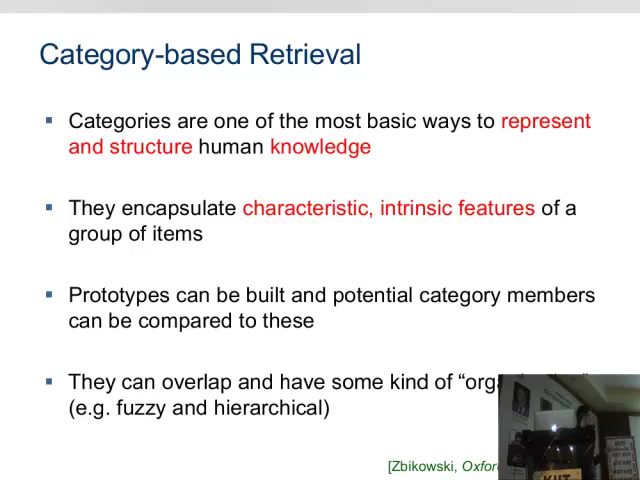 Category-based Retrieval
▪ Categories are one of the most basic ways to represent
and structure human knowledge
▪ They encapsulate characteristic, intrinsic features of a
group of items
▪ Prototypes can be built and potential category members
can be compared to these
▪ They can overlap and have some kind of “orga
(e.g. fuzzy and hierarchical)
[Zbikowski, Oxford